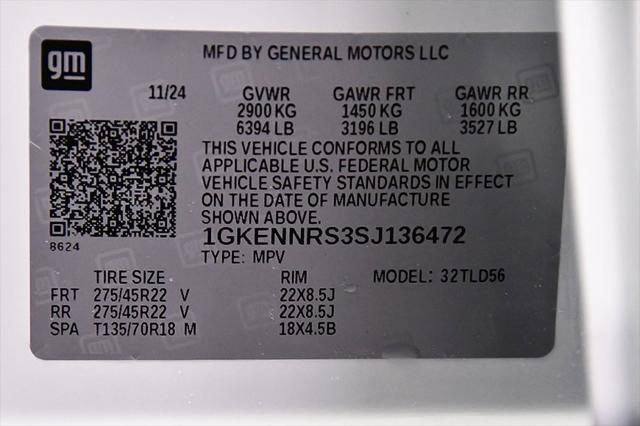 gm
MFD BY GENERAL MOTORS LLC
11/24 GVWR GAWR FRT GAWR RR
2900 KG 1450 KG 1600 KG
6394 LB 3196 LB 3527 LB
THIS VEHICLE CONFORMS TO ALL
APPLICABLE U.S. FEDERAL MOTOR
VEHICLE SAFETY STANDARDS IN EFFECT
ON THE DATE OF MANUFACTURE
SHOWN ABOVE.
8624
1GKENNRS3SJ136472
TYPE: MPV
TIRE SIZE RIM MODEL: 32TLD56
FRT 275/45R22 V 22X8.5J
RR 275/45R22 V 22X8.5J
SPA T135/70R18 M 18X4.5B